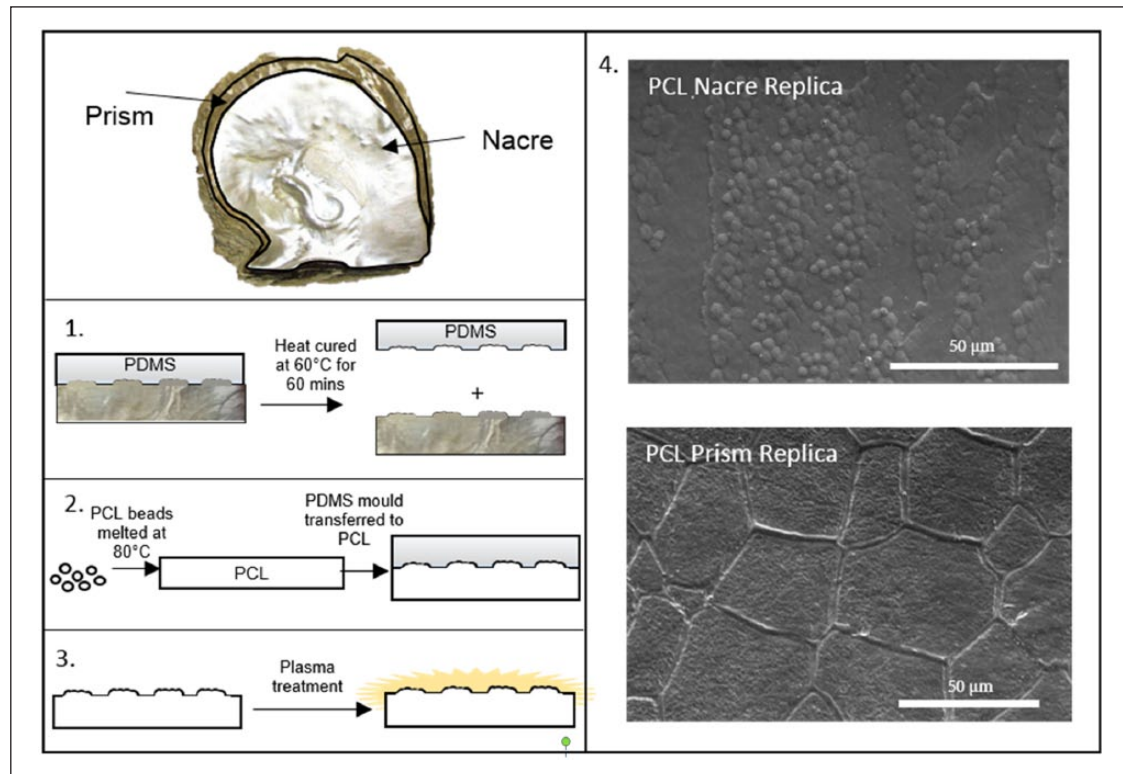 Prism
Nacre
1.
PDMS
Heat cured
at 60°C for
60 mins
PDMS
+
2.
PCL beads
melted at
80°C
PCL
PDMS mould
transferred to
PCL
3.
Plasma
treatment
4.
PCL Nacre Replica
50 μm
PCL Prism Replica
50 μm